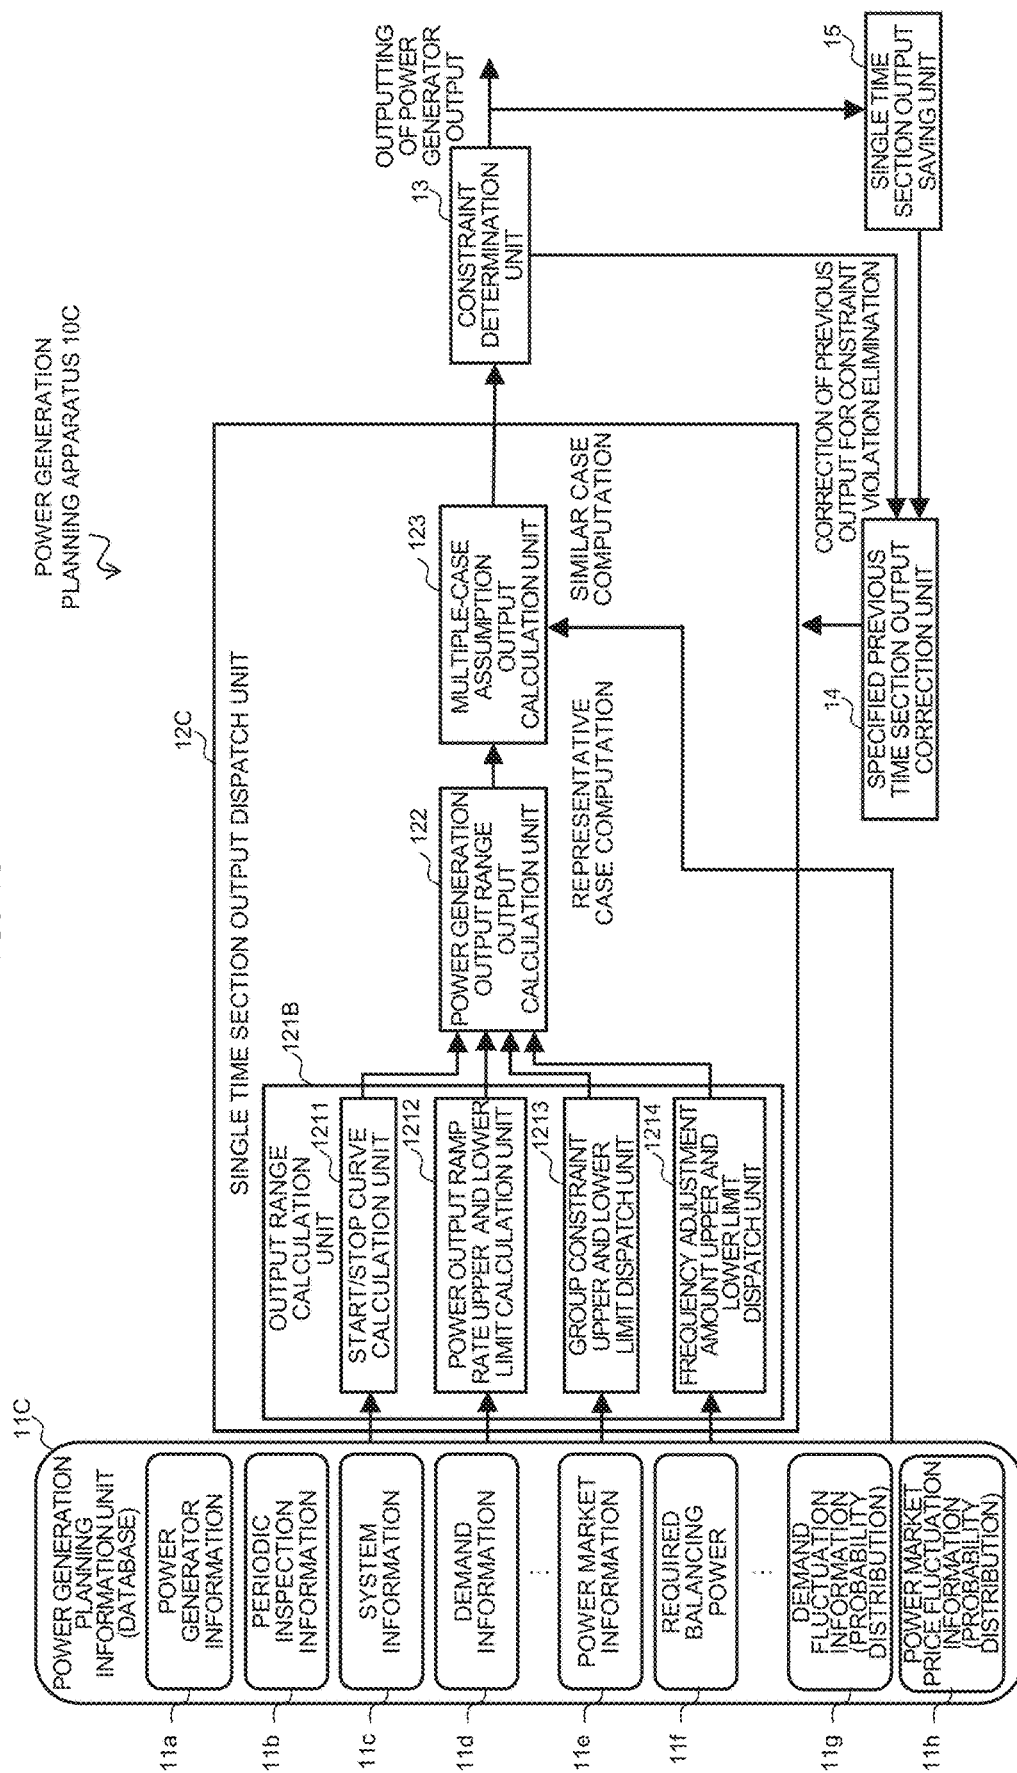 POWER GENERATION
PLANNING APPARATUS 10C
11C
POWER GENERATION
PLANNING
INFORMATION UNIT
(DATABASE)
11a
POWER
GENERATOR
INFORMATION
11b
PERIODIC
INSPECTION
INFORMATION
11c
SYSTEM
INFORMATION
11d
DEMAND
INFORMATION
...
11e
POWER MARKET
INFORMATION
11f
REQUIRED
BALANCING
POWER
...
11g
DEMAND
FLUCTUATION
INFORMATION
(PROBABILITY
DISTRIBUTION)
11h
POWER MARKET
PRICE FLUCTUATION
INFORMATION
(PROBABILITY
DISTRIBUTION)
12C
SINGLE TIME SECTION OUTPUT DISPATCH UNIT
121B
OUTPUT RANGE
CALCULATION
UNIT
1211
START/STOP CURVE
CALCULATION UNIT
1212
POWER OUTPUT RAMP
RATE UPPER AND LOWER
LIMIT CALCULATION UNIT
1213
GROUP CONSTRAINT
UPPER AND LOWER
LIMIT DISPATCH UNIT
1214
FREQUENCY ADJUSTMENT
AMOUNT UPPER AND
LOWER LIMIT
DISPATCH UNIT
122
POWER GENERATION
OUTPUT RANGE
OUTPUT
CALCULATION UNIT
REPRESENTATIVE
CASE COMPUTATION
123
MULTIPLE-CASE
ASSUMPTION
OUTPUT
CALCULATION UNIT
SIMILAR CASE
COMPUTATION
13
CONSTRAINT
DETERMINATION
UNIT
OUTPUTTING
OF POWER
GENERATOR
OUTPUT
CORRECTION OF PREVIOUS
OUTPUT FOR CONSTRAINT
VIOLATION ELIMINATION
14
SPECIFIED PREVIOUS
TIME SECTION OUTPUT
CORRECTION UNIT
15
SINGLE TIME
SECTION OUTPUT
SAVING UNIT